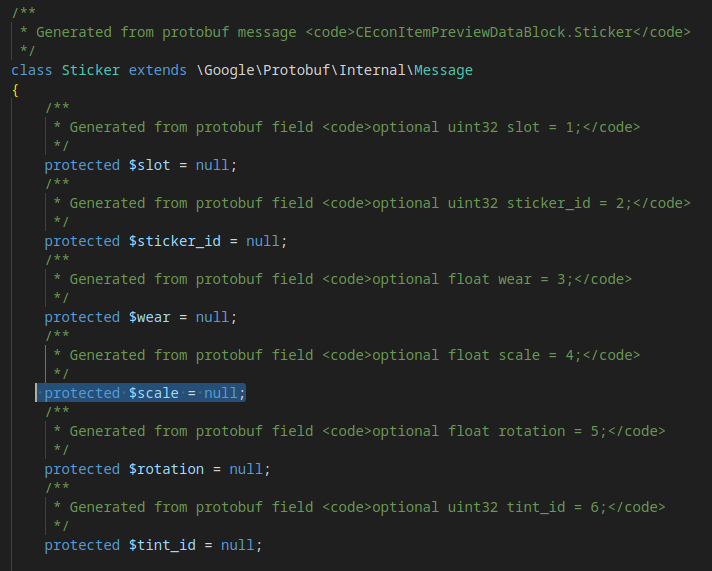 /**
 * Generated from protobuf message <code>CEconItemPreviewDataBlock.Sticker</code>
 */
class Sticker extends \Google\Protobuf\Internal\Message
{
    /**
     * Generated from protobuf field <code>optional uint32 slot = 1;</code>
     */
    protected $slot = null;
    /**
     * Generated from protobuf field <code>optional uint32 sticker_id = 2;</code>
     */
    protected $sticker_id = null;
    /**
     * Generated from protobuf field <code>optional float wear = 3;</code>
     */
    protected $wear = null;
    /**
     * Generated from protobuf field <code>optional float scale = 4;</code>
     */
    protected $scale = null;
    /**
     * Generated from protobuf field <code>optional float rotation = 5;</code>
     */
    protected $rotation = null;
    /**
     * Generated from protobuf field <code>optional uint32 tint_id = 6;</code>
     */
    protected $tint_id = null;